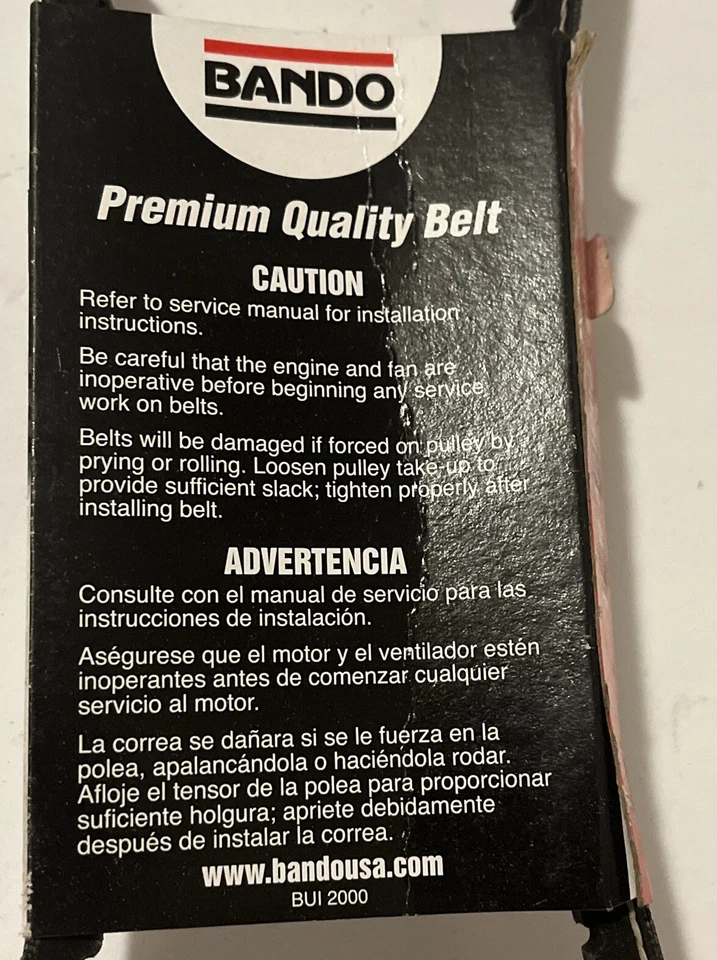 BANDO
Premium Quality Belt
CAUTION
Refer to service manual for installation
instructions.
Be careful that the engine and fan are
inoperative before beginning any service
work on belts.
Belts will be damaged if forced on pulley by
prying or rolling. Loosen pulley take-up to
provide sufficient slack; tighten properly after
installing belt.
ADVERTENCIA
Consulte con el manual de servicio para las
instrucciones de instalación.
Aségurese que el motor y el ventilador estén
inoperantes antes de comenzar cualquier
servicio al motor.
La correa se dañara si se le fuerza en la
polea, apalancándola o haciéndola rodar.
Afloje el tensor de la polea para proporcionar
suficiente holgura; apriete debidamente
después de instalar la correa.
www.bandousa.com
BUI 2000